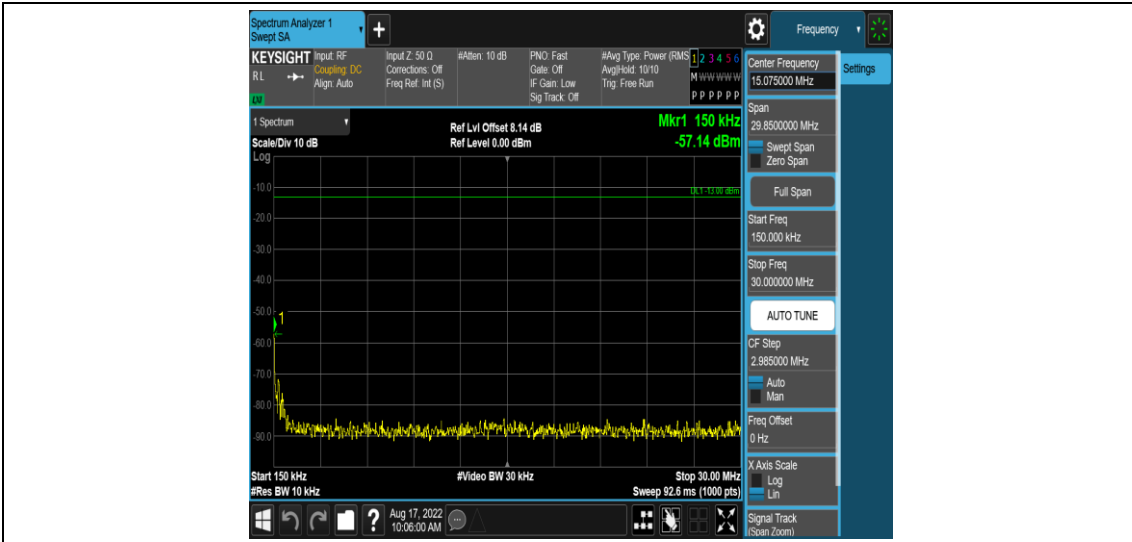 Spectrum Analyzer 1
Swept SA
+
Frequency
KEYSIGHT
RL
LXI
Input: RF
Coupling: DC
Align: Auto
Input Z: 50 Ω
Corrections: Off
Freq Ref: Int (S)
#Atten: 10 dB
PNO: Fast
Gate: Off
IF Gain: Low
Sig Track: Off
#Avg Type: Power (RMS
Avg|Hold: 10/10
Trig: Free Run
1 2 3 4 5 6
M W W W W W
P P P P P P
1 Spectrum
Scale/Div 10 dB
Log
Ref Lvl Offset 8.14 dB
Ref Level 0.00 dBm
Mkr1 150 kHz
-57.14 dBm
DL1 -13.00 dBm
-10.0
-20.0
-30.0
-40.0
-50.0
1
-60.0
-70.0
-80.0
-90.0
Start 150 kHz
#Res BW 10 kHz
#Video BW 30 kHz
Stop 30.00 MHz
Sweep 92.6 ms (1000 pts)
?
Aug 17, 2022
10:06:00 AM
Center Frequency
15.075000 MHz
Span
29.8500000 MHz
Swept Span
Zero Span
Full Span
Start Freq
150.000 kHz
Stop Freq
30.000000 MHz
AUTO TUNE
CF Step
2.985000 MHz
Auto
Man
Freq Offset
0 Hz
X Axis Scale
Log
Lin
Signal Track
(Span Zoom)
Settings